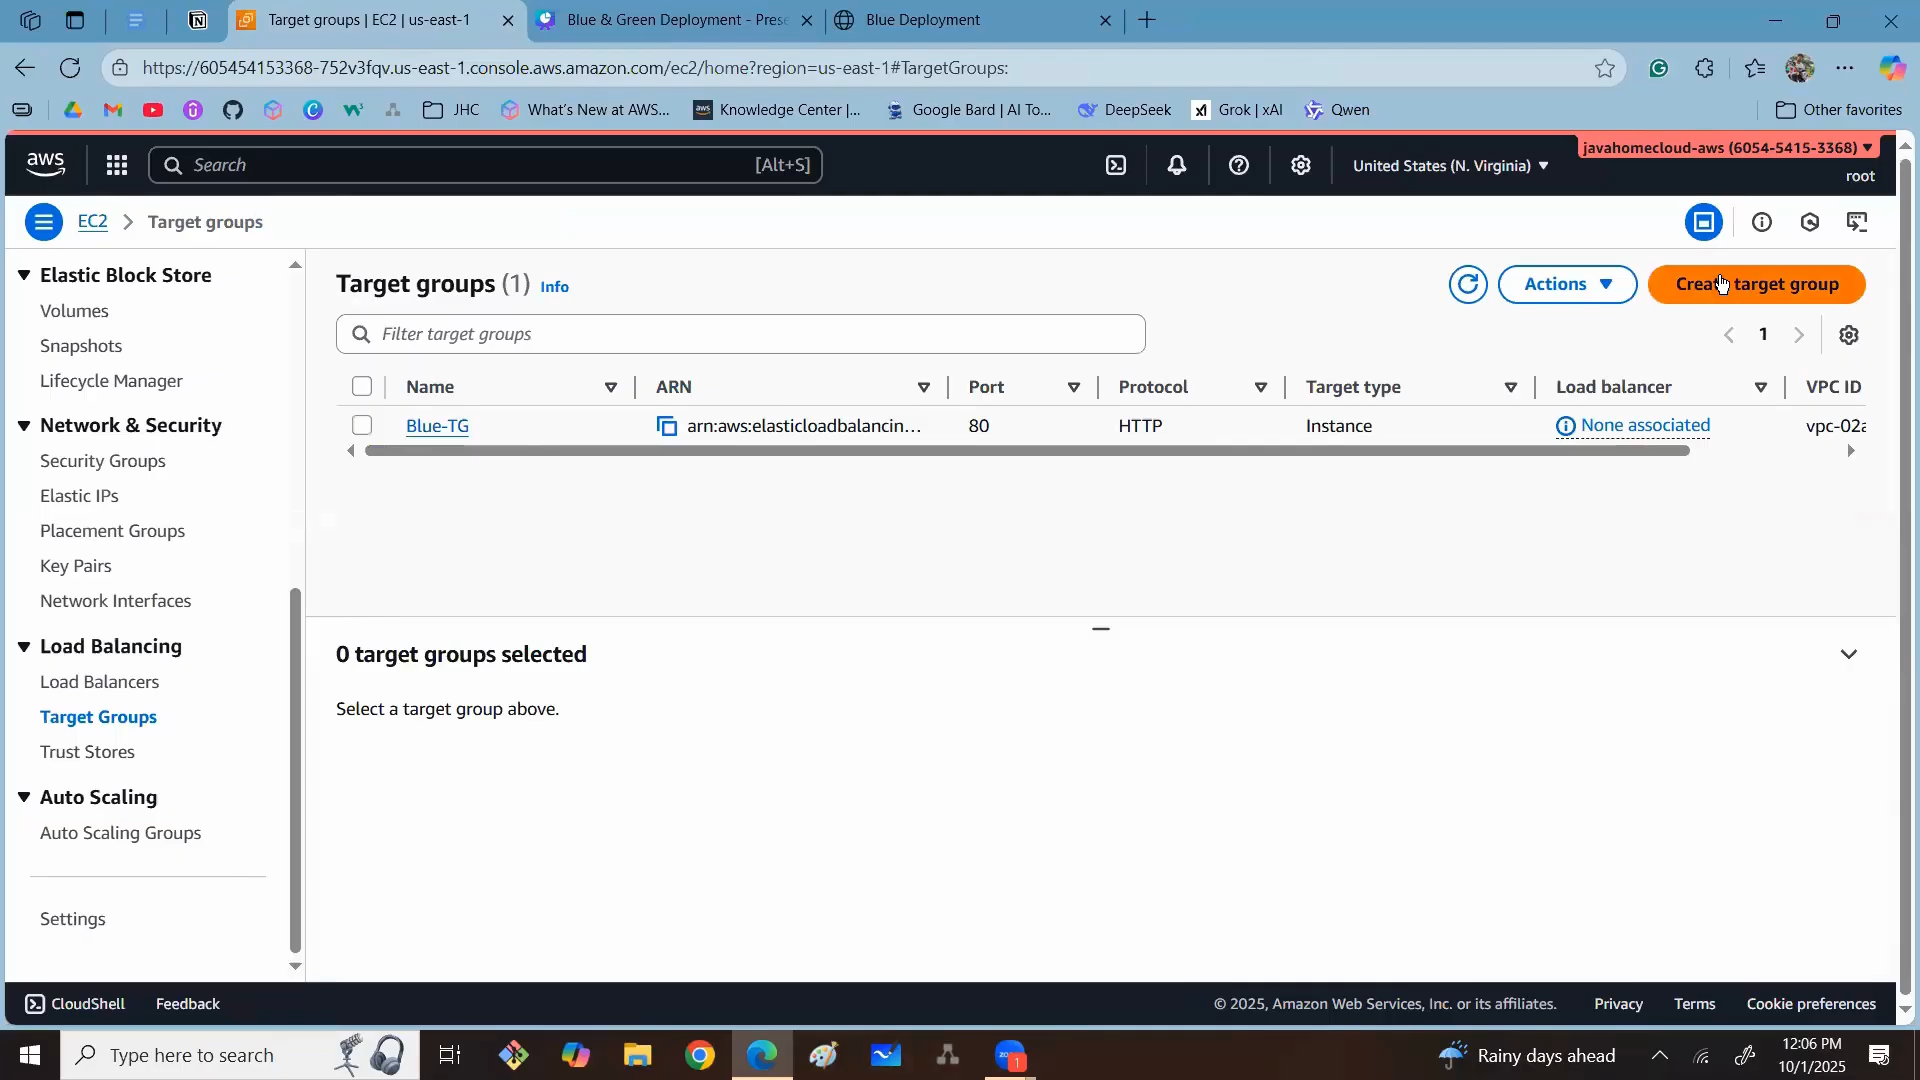 Target groups | EC2 | us-east-1
Blue & Green Deployment - Prese
Blue Deployment
https://605454153368-752v3fqv.us-east-1.console.aws.amazon.com/ec2/home?region=us-east-1#TargetGroups:
JHC
What's New at AWS...
aws
Knowledge Center |...
Google Bard | AI To...
DeepSeek
Grok | xAI
Qwen
Other favorites
aws
Search
[Alt+S]
United States (N. Virginia)
javahomecloud-aws (6054-5415-3368)
root
EC2
Target groups
Elastic Block Store
Volumes
Snapshots
Lifecycle Manager
Network & Security
Security Groups
Elastic IPs
Placement Groups
Key Pairs
Network Interfaces
Load Balancing
Load Balancers
Target Groups
Trust Stores
Auto Scaling
Auto Scaling Groups
Settings
Target groups (1) Info
Actions
Create target group
Filter target groups
1
Name ARN Port Protocol Target type Load balancer VPC ID
Blue-TG arn:aws:elasticloadbalancin... 80 HTTP Instance None associated vpc-02a
0 target groups selected
Select a target group above.
CloudShell
Feedback
© 2025, Amazon Web Services, Inc. or its affiliates.
Privacy
Terms
Cookie preferences
Type here to search
1
Rainy days ahead
12:06 PM
10/1/2025